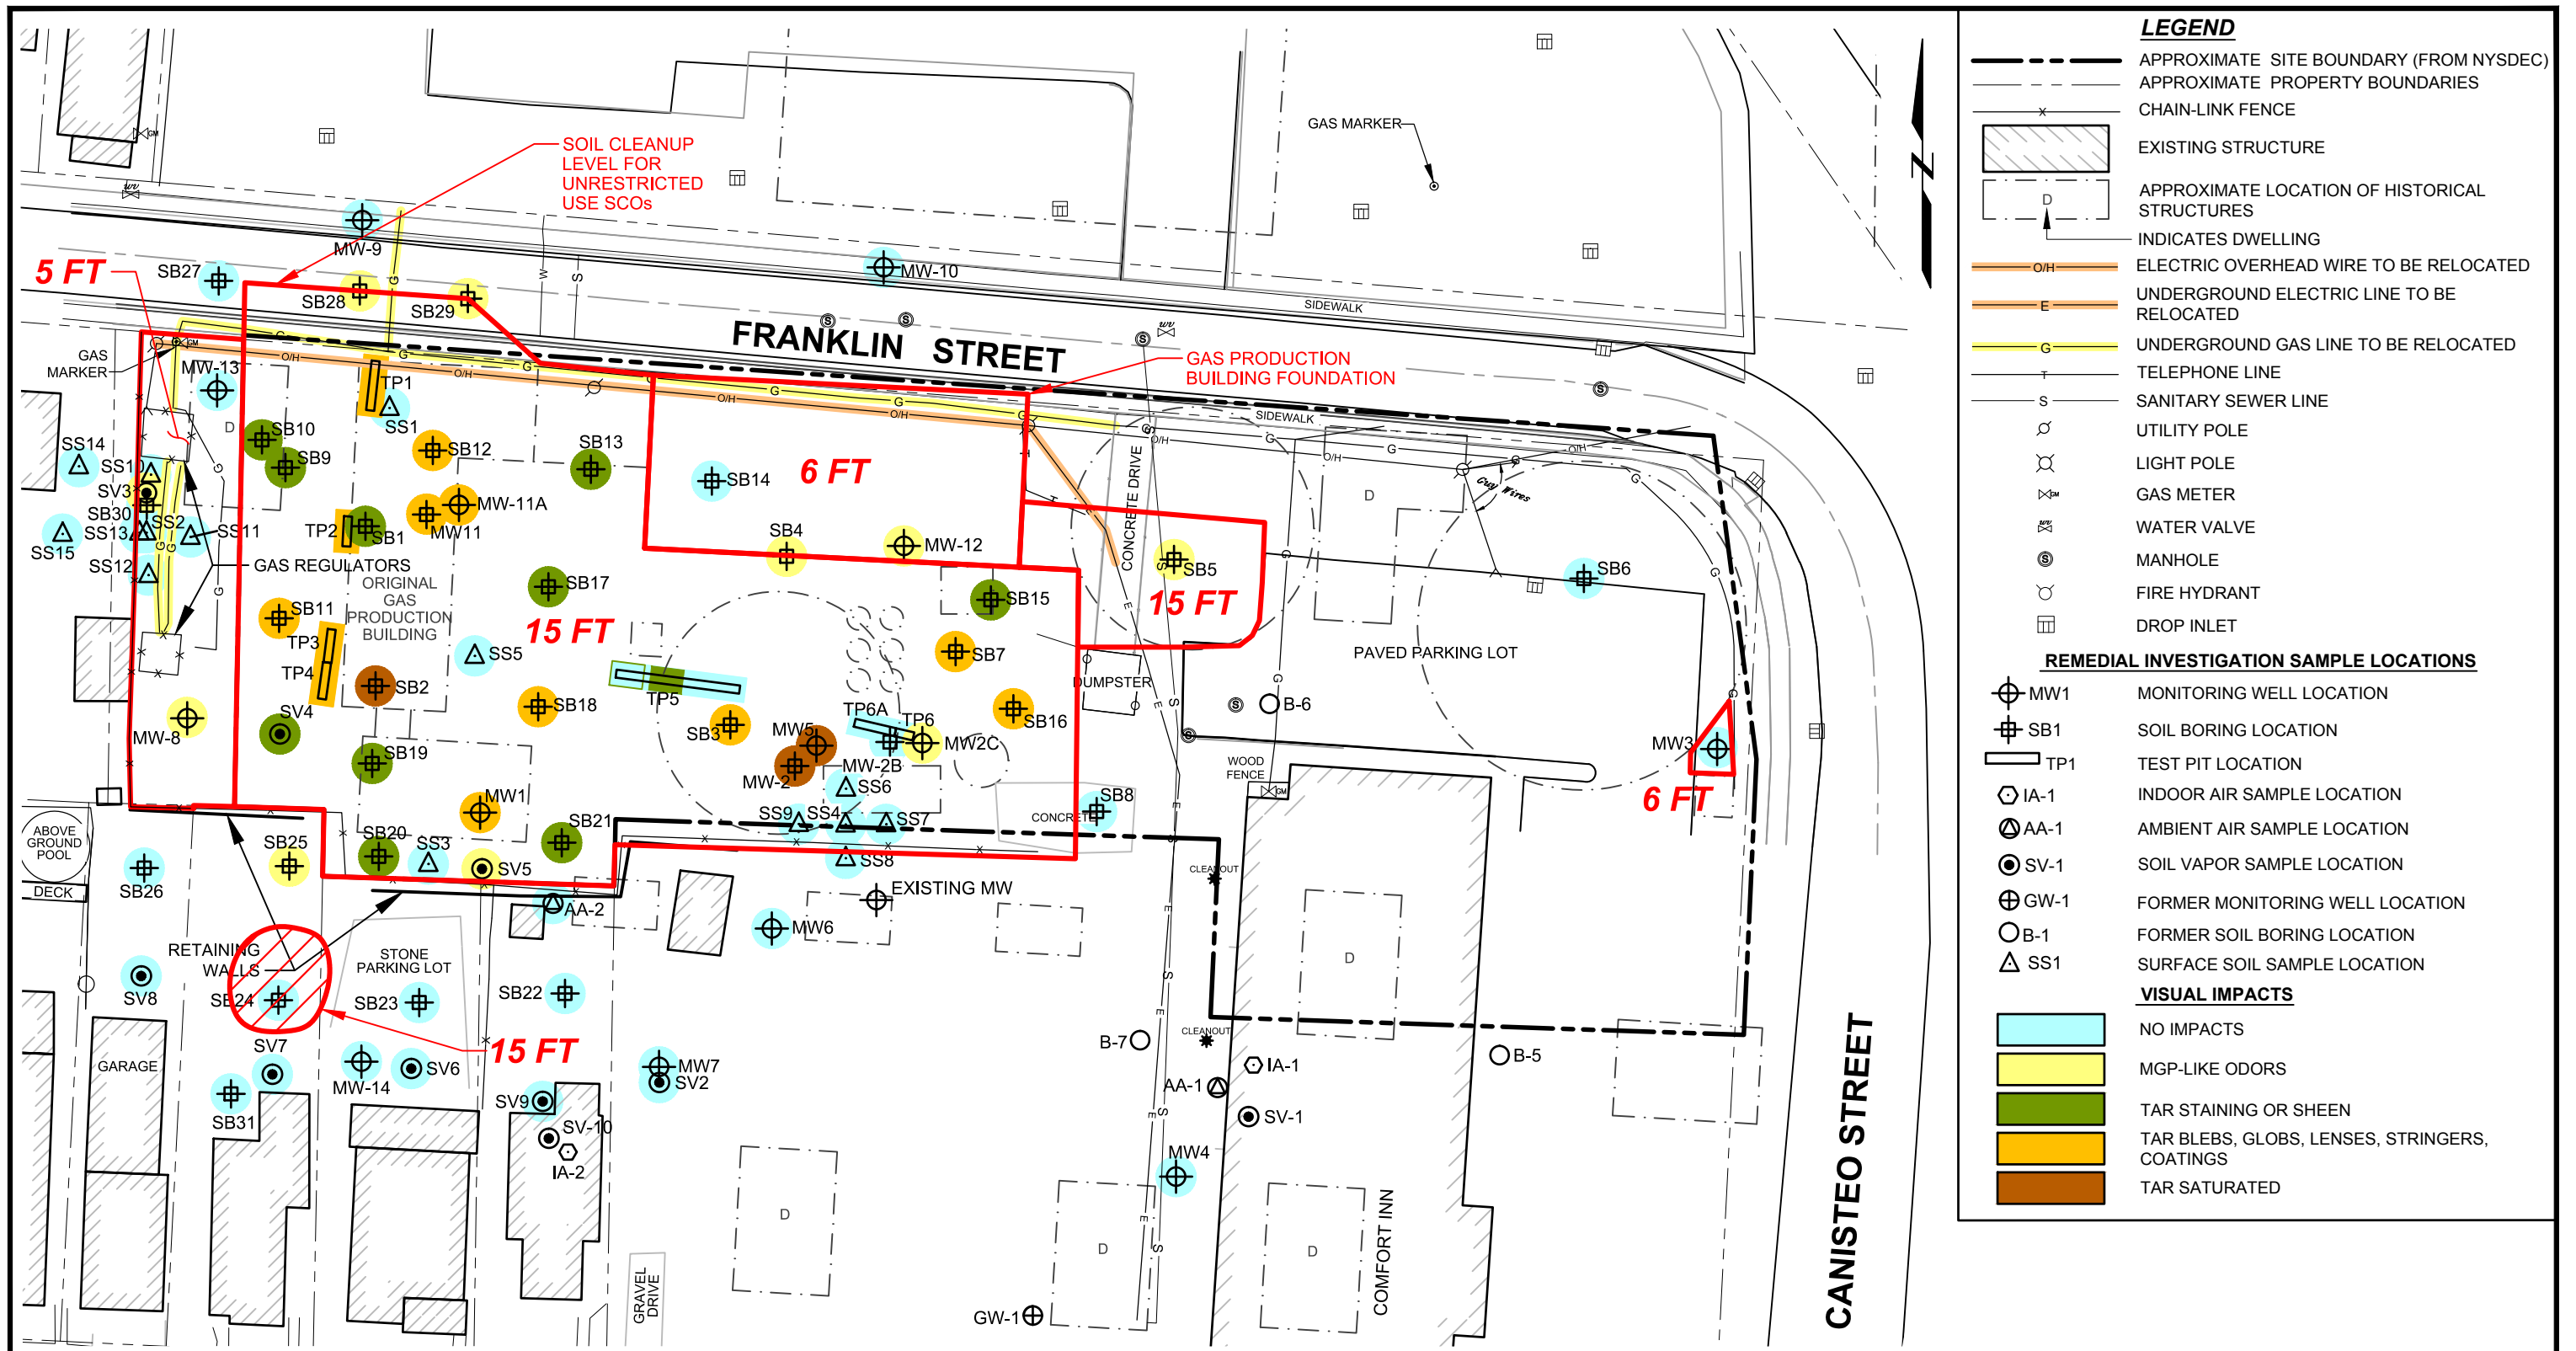 LEGEND
APPROXIMATE SITE BOUNDARY (FROM NYSDEC)
APPROXIMATE PROPERTY BOUNDARIES
x
CHAIN-LINK FENCE
EXISTING STRUCTURE
APPROXIMATE LOCATION OF HISTORICAL
STRUCTURES
D
INDICATES DWELLING
O/H
ELECTRIC OVERHEAD WIRE TO BE RELOCATED
E
UNDERGROUND ELECTRIC LINE TO BE
RELOCATED
G
UNDERGROUND GAS LINE TO BE RELOCATED
T
TELEPHONE LINE
S
SANITARY SEWER LINE
UTILITY POLE
LIGHT POLE
GM
GAS METER
WV
WATER VALVE
S
MANHOLE
FIRE HYDRANT
DROP INLET
REMEDIAL INVESTIGATION SAMPLE LOCATIONS
MW1
MONITORING WELL LOCATION
SB1
SOIL BORING LOCATION
TP1
TEST PIT LOCATION
IA-1
INDOOR AIR SAMPLE LOCATION
AA-1
AMBIENT AIR SAMPLE LOCATION
SV-1
SOIL VAPOR SAMPLE LOCATION
GW-1
FORMER MONITORING WELL LOCATION
B-1
FORMER SOIL BORING LOCATION
SS1
SURFACE SOIL SAMPLE LOCATION
VISUAL IMPACTS
NO IMPACTS
MGP-LIKE ODORS
TAR STAINING OR SHEEN
TAR BLEBS, GLOBS, LENSES, STRINGERS,
COATINGS
TAR SATURATED
N
GAS MARKER
SOIL CLEANUP
LEVEL FOR
UNRESTRICTED
USE SCOs
MW-9
MW-10
5 FT
SB27
SB28
SB29
SIDEWALK
FRANKLIN STREET
GAS PRODUCTION
BUILDING FOUNDATION
GAS
MARKER
MW-13
TP1
SS1
SIDEWALK
SB10
SB12
SB13
SS14
SS10
SB9
6 FT
SB14
D
D
Guy Wires
SV3
SB30
SS2
SS13
SS11
SS15
SS12
MW-11A
MW11
TP2
SB1
GAS REGULATORS
SB4
MW-12
CONCRETE DRIVE
SB5
SB6
ORIGINAL
GAS
PRODUCTION
BUILDING
SB17
SB15
15 FT
15 FT
SB11
TP3
TP4
SS5
SB7
PAVED PARKING LOT
SB2
TP5
DUMPSTER
SB18
SB16
B-6
SV4
MW-8
SB3
TP6A
TP6
MW5
MW2C
MW-2B
MW-2
MW3
SB19
WOOD
FENCE
SS6
6 FT
MW1
SB8
SS9
SS4
SS7
CONCRETE
ABOVE
GROUND
POOL
DECK
SB20
SS3
SB21
SB25
SV5
SS8
SB26
CLEANOUT
EXISTING MW
AA-2
MW6
RETAINING
WALLS
STONE
PARKING LOT
D
SV8
SB24
SB23
SB22
15 FT
CLEANOUT
B-7
B-5
GARAGE
SV7
MW-14
SV6
MW7
SV2
IA-1
AA-1
SV-1
SB31
SV9
SV-10
IA-2
MW4
D
D
D
GRAVEL
DRIVE
COMFORT INN
CANISTEO STREET
GW-1